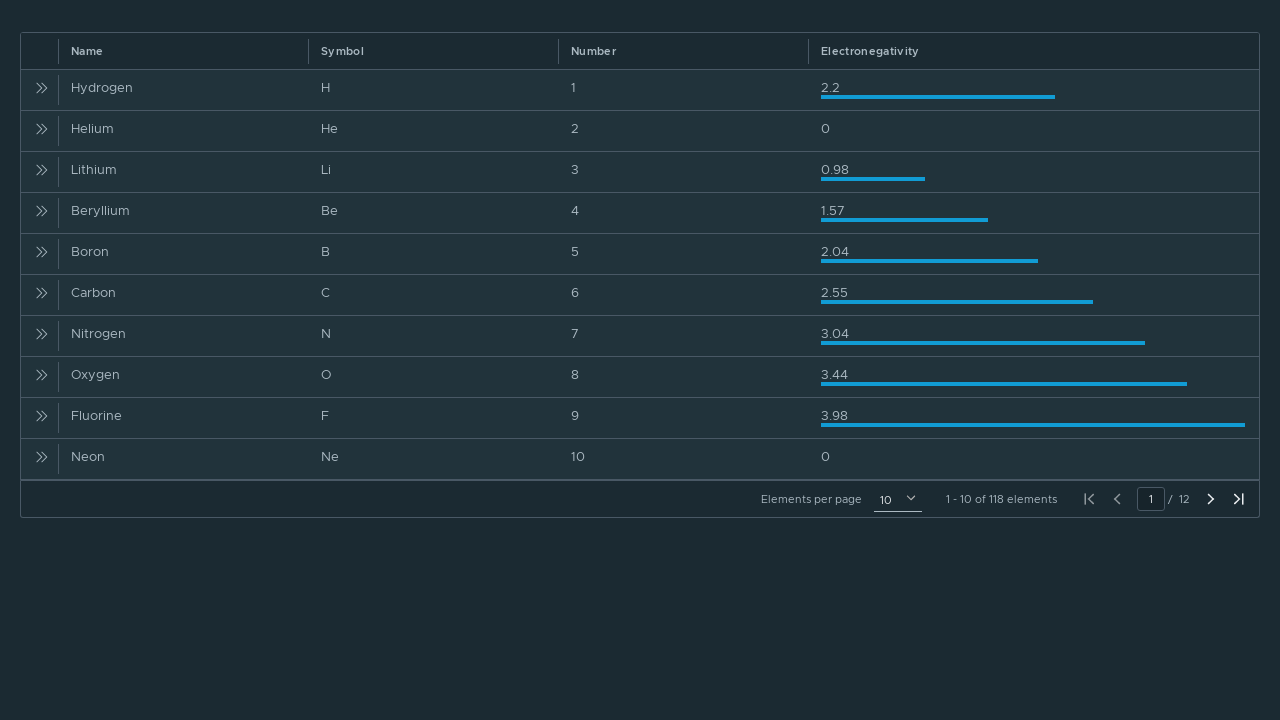 Name Symbol Number Electronegativity
Hydrogen H 1 2.2
Helium He 2 0
Lithium Li 3 0.98
Beryllium Be 4 1.57
Boron B 5 2.04
Carbon C 6 2.55
Nitrogen N 7 3.04
Oxygen O 8 3.44
Fluorine F 9 3.98
Neon Ne 10 0
Elements per page 10 1 - 10 of 118 elements 1 / 12